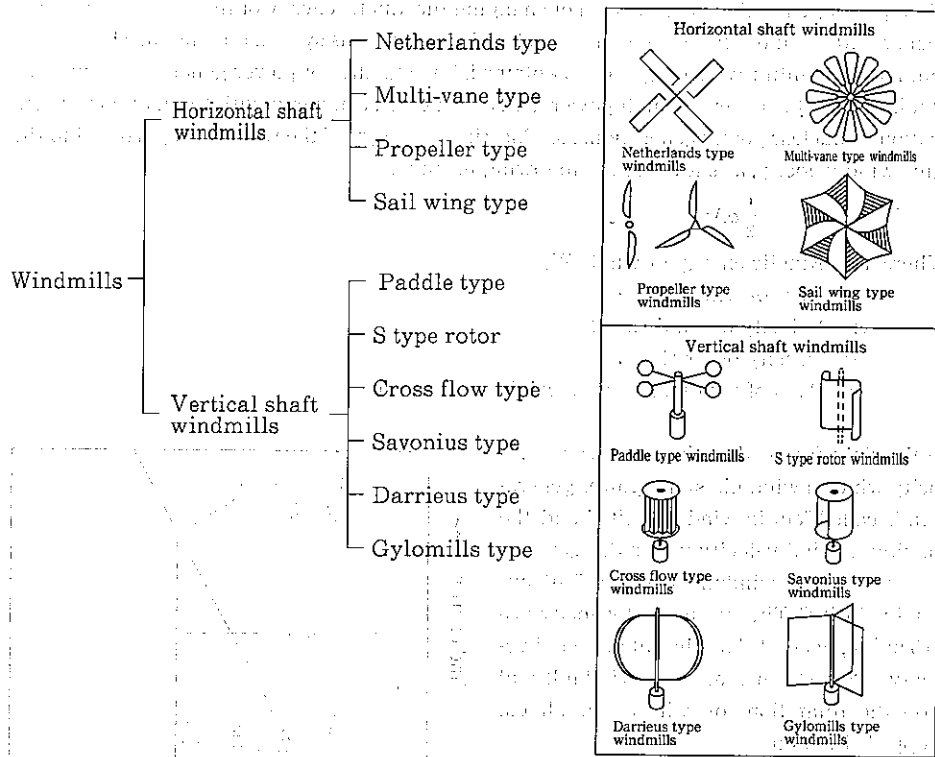 Windmills
Horizontal shaft
windmills
Netherlands type
Multi-vane type
Propeller type
Sail wing type
Vertical shaft
windmills
Paddle type
S type rotor
Cross flow type
Savonius type
Darrieus type
Gylomills type
Horizontal shaft windmills
Netherlands type
windmills
Multi-vane type windmills
Propeller type
windmills
Sail wing type
windmills
Vertical shaft windmills
Paddle type windmills
S type rotor windmills
Cross flow type
windmills
Savonius type
windmills
Darrieus type
windmills
Gylomills type
windmills